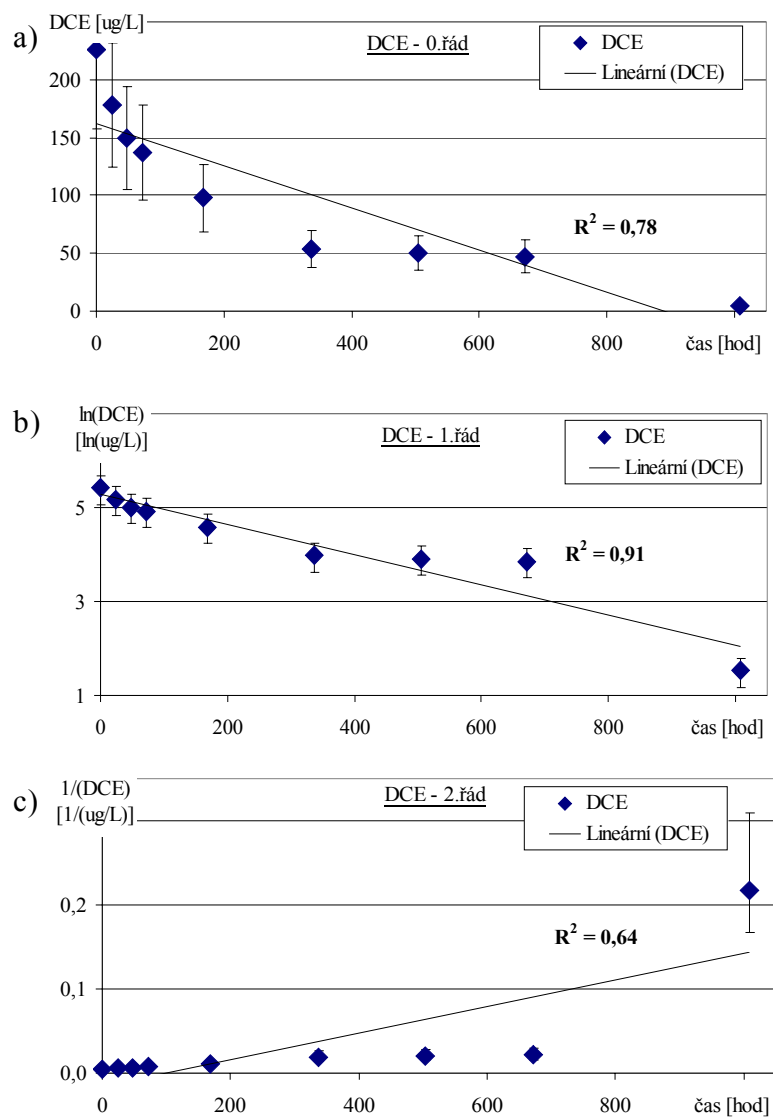 a)
DCE [ug/L]
DCE - 0.řád
DCE
Lineární (DCE)
200
150
100
50
0
R² = 0,78
0 200 400 600 800 čas [hod]
b)
ln(DCE)
[ln(ug/L)]
DCE - 1.řád
DCE
Lineární (DCE)
5
3
1
R² = 0,91
0 200 400 600 800 čas [hod]
c)
1/(DCE)
[1/(ug/L)]
DCE - 2.řád
DCE
Lineární (DCE)
0,2
0,1
0,0
R² = 0,64
0 200 400 600 800 čas [hod]